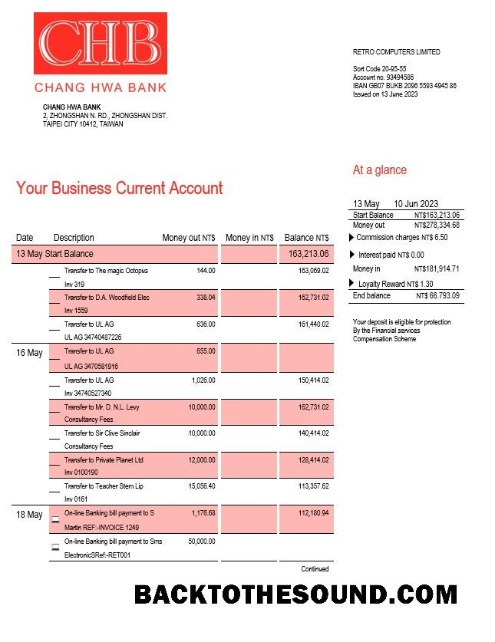 CHB
CHANG HWA BANK
CHANG HWA BANK
2, ZHONGSHAN N. RD., ZHONGSHAN DIST.
TAIPEI CITY 10412, TAIWAN
RETRO COMPUTERS LIMITED
Sort Code 20-95-55
Account no. 93494586
IBAN GB07 BUKB 2096 5593 4945 86
Issued on 13 June 2023
At a glance
13 May 10 Jun 2023
Start Balance NT$163,213.06
Money out NT$278,334.68
Commission charges NT$ 6.50
Interest paid NT$ 0.00
Money in NT$181,914.71
Loyalty Reward NT$ 1.30
End balance NT$ 66.793.09
Your deposit is eligible for protection
By the Financial services
Compensation Scheme
Your Business Current Account
Date Description Money out NT$ Money in NT$ Balance NT$
13 May Start Balance 163,213.06
Transfer to The magic Octopus 144.00 163,069.02
Inv 319
Transfer to D.A. Woodfield Elec 338.04 162,731.02
Inv 1559
Transfer to UL AG 636.00 161,440.02
UL AG 34740487226
16 May Transfer to UL AG 655.00
UL AG 3470581916
Transfer to UL AG 1,026.00 150,414.02
Inv 34740527340
Transfer to Mr. D. N.L. Levy 10,000.00 162,731.02
Consultancy Fees
Transfer to Sir Clive Sinclair 10,000.00 140,414.02
Consultancy Fees
Transfer to Private Planet Ltd 12,000.00 128,414.02
Inv 0100190
Transfer to Teacher Stern Lip 15,056.40 113,357.62
Inv 0161
18 May On-line Banking bill payment to S 1,176.68 112,180.94
Martin REF:-INVOICE 1249
On-line Banking bill payment to Sms 50,000.00
ElectronicSRef:-RET001
Continued
BACKTOTHESOUND.COM